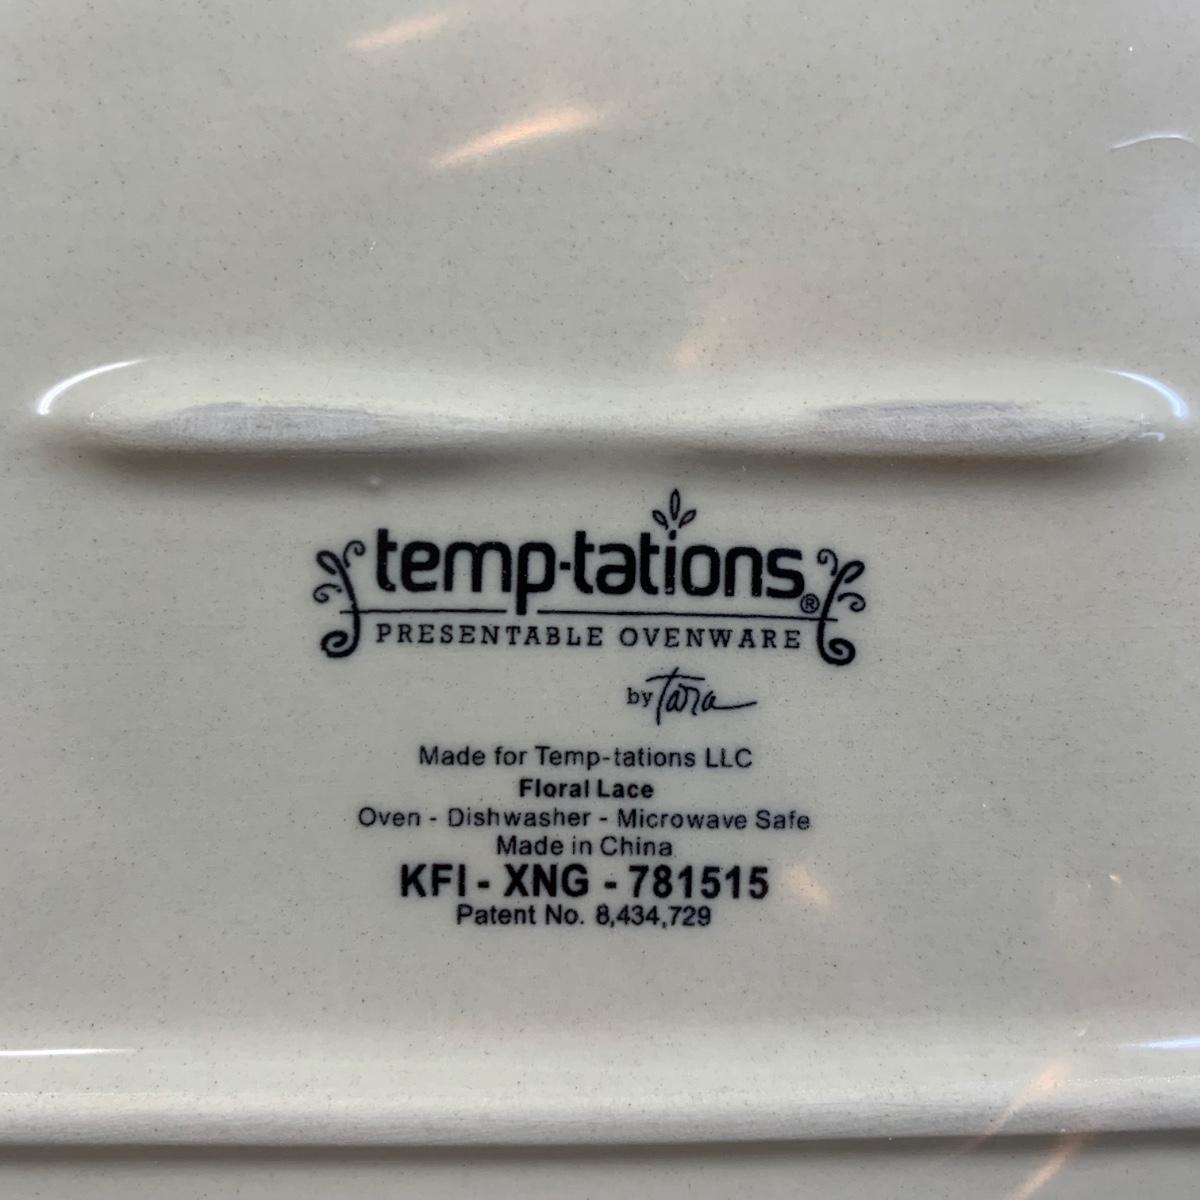 temp-tations®
PRESENTABLE OVENWARE
by Tara
Made for Temp-tations LLC
Floral Lace
Oven - Dishwasher - Microwave Safe
Made in China
KFI - XNG - 781515
Patent No. 8,434,729